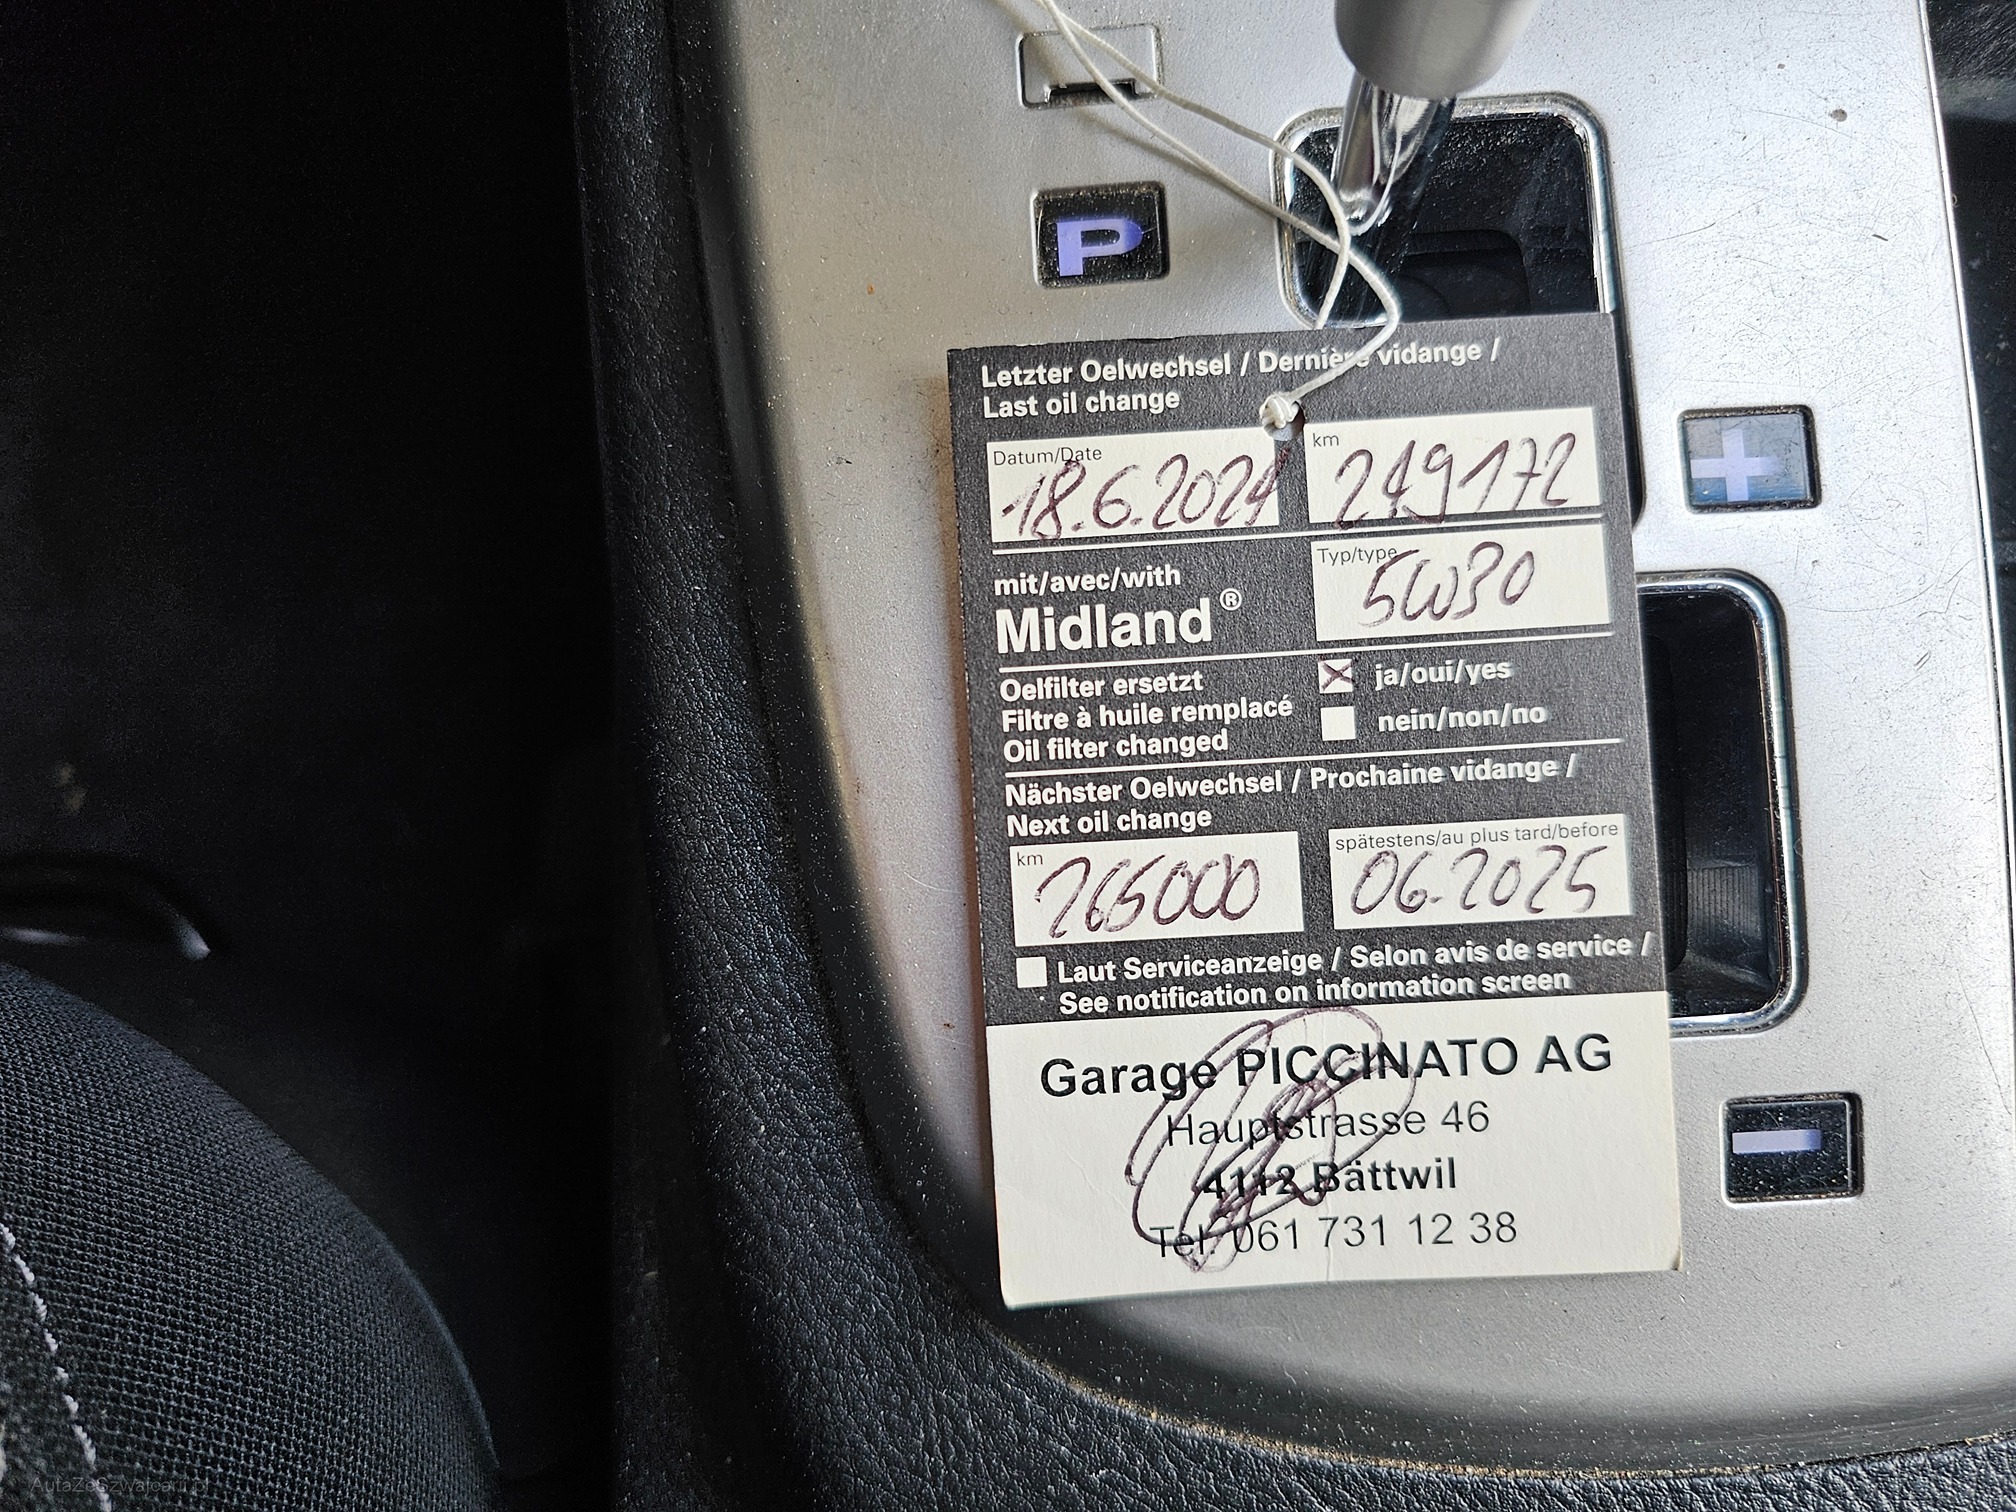 P
Letzter Oelwechsel / Dernière vidange /
Last oil change
Datum/Date
18.6.2024
km
249172
mit/avec/with
Midland®
Typ/type
5W30
Oelfilter ersetzt
Filtre à huile remplacé
Oil filter changed
ja/oui/yes
nein/non/no
Nächster Oelwechsel / Prochaine vidange /
Next oil change
km
265000
spätestens/au plus tard/before
06.2025
Laut Serviceanzeige / Selon avis de service /
See notification on information screen
Garage PICCINATO AG
Hauptstrasse 46
4112 Bättwil
Tel. 061 731 12 38
+
−
AutaZeSzwajcarii.pl